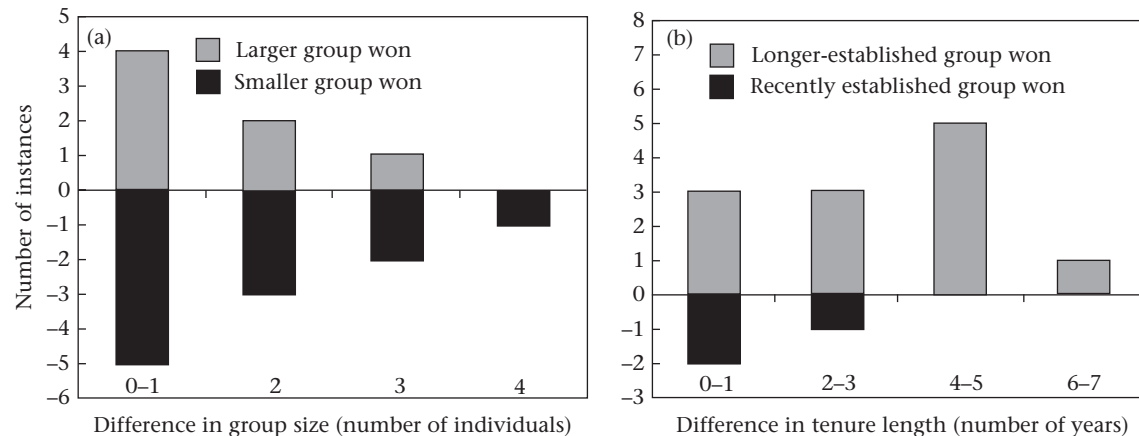 (a)
Larger group won
Smaller group won
Number of instances
5
4
3
2
1
0
–1
–2
–3
–4
–5
–6
0–1 2 3 4
Difference in group size (number of individuals)
(b)
Longer-established group won
Recently established group won
8
7
6
5
4
3
2
1
0
–1
–2
–3
0–1 2–3 4–5 6–7
Difference in tenure length (number of years)